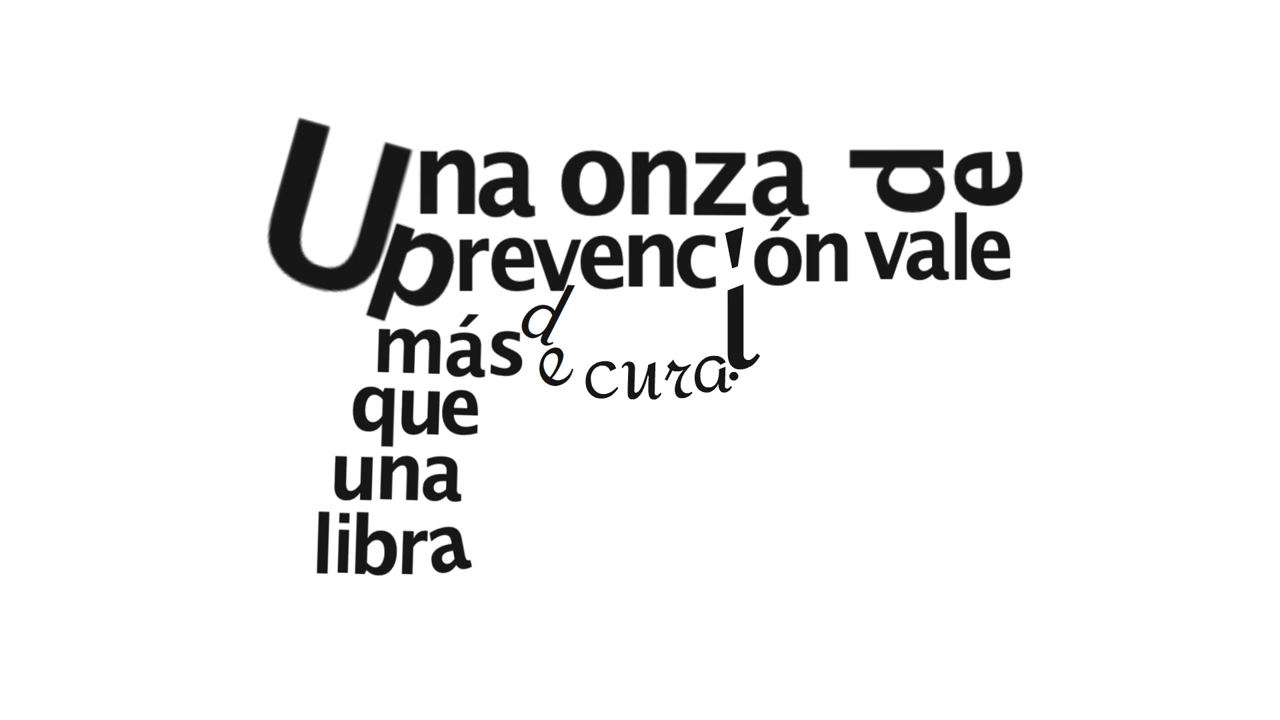 Una onza de
prevención vale
más
que
una
libra
de cura.